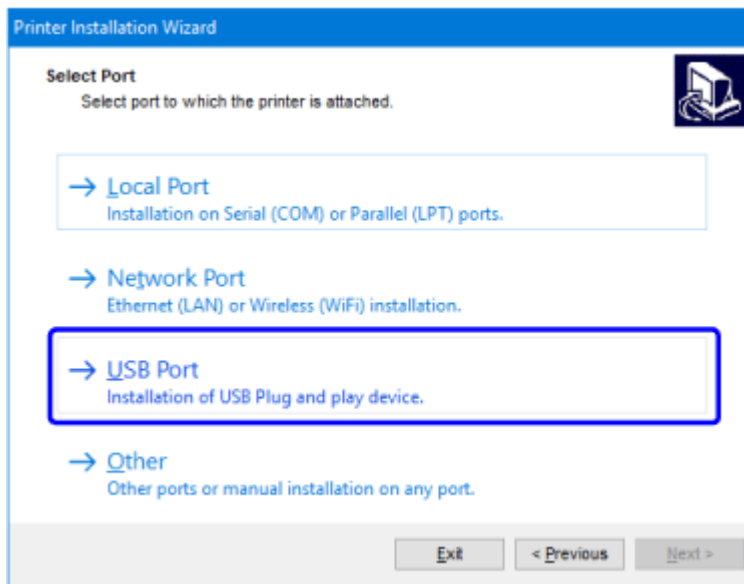 Printer Installation Wizard
Select Port
Select port to which the printer is attached.
→ Local Port
Installation on Serial (COM) or Parallel (LPT) ports.
→ Network Port
Ethernet (LAN) or Wireless (WiFi) installation.
→ USB Port
Installation of USB Plug and play device.
→ Other
Other ports or manual installation on any port.
Exit < Previous Next >